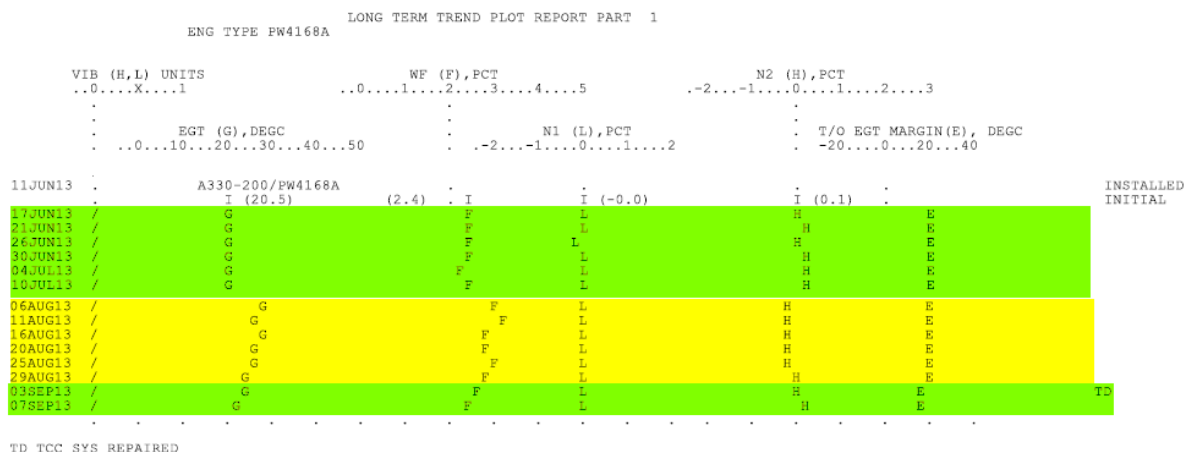 LONG TERM TREND PLOT REPORT PART 1
ENG TYPE PW4168A
VIB (H,L) UNITS WF (F),PCT N2 (H),PCT
..0....X....1 ..0....1....2....3....4....5 .-2...-1....0....1....2....3
. . .
. . .
. EGT (G),DEGC . N1 (L),PCT . T/O EGT MARGIN(E), DEGC
. ..0...10...20...30...40...50 . .-2...-1....0....1....2 . -20....0...20...40
.
11JUN13 . A330-200/PW4168A . . . . INSTALLED
. I (20.5) (2.4) . I I (-0.0) I (0.1) . INITIAL
17JUN13 / G F L H E
21JUN13 / G F L H E
26JUN13 / G F L H E
30JUN13 / G F L H E
04JUL13 / G F L H E
10JUL13 / G F L H E
06AUG13 / G F L H E
11AUG13 / G F L H E
16AUG13 / G F L H E
20AUG13 / G F L H E
25AUG13 / G F L H E
29AUG13 / G F L H E
03SEP13 / G F L H E TD
07SEP13 / G F L H E
. . . . . . . . . . . . . . . . . . . . .
TD TCC SYS REPAIRED